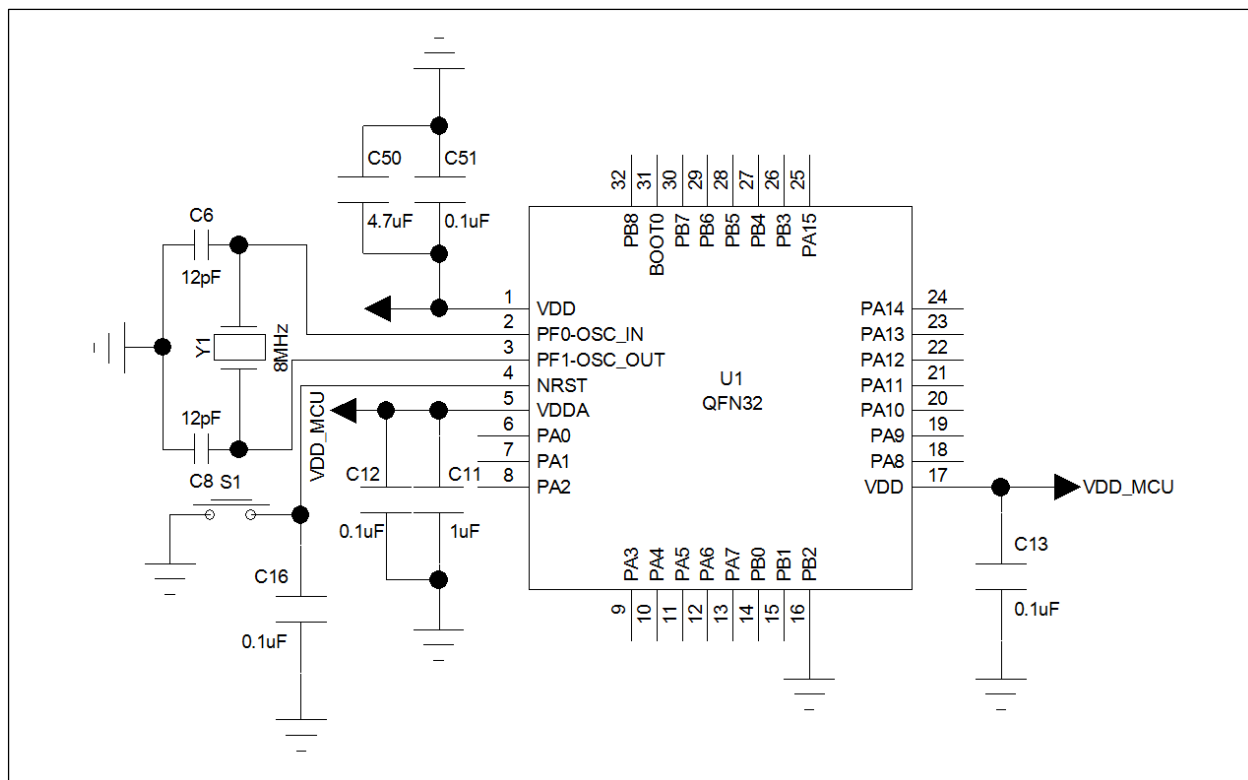 C50
C51
4.7uF
0.1uF
C6
12pF
Y1
8MHz
12pF
C8
S1
VDD_MCU
C12
C11
0.1uF
1uF
C16
0.1uF
32
31
30
29
28
27
26
25
PB8
BOOT0
PB7
PB6
PB5
PB4
PB3
PA15
1
VDD
2
PF0-OSC_IN
3
PF1-OSC_OUT
4
NRST
5
VDDA
6
PA0
7
PA1
8
PA2
U1
QFN32
PA14
24
PA13
23
PA12
22
PA11
21
PA10
20
PA9
19
PA8
18
VDD
17
VDD_MCU
C13
0.1uF
PA3
PA4
PA5
PA6
PA7
PB0
PB1
PB2
9
10
11
12
13
14
15
16